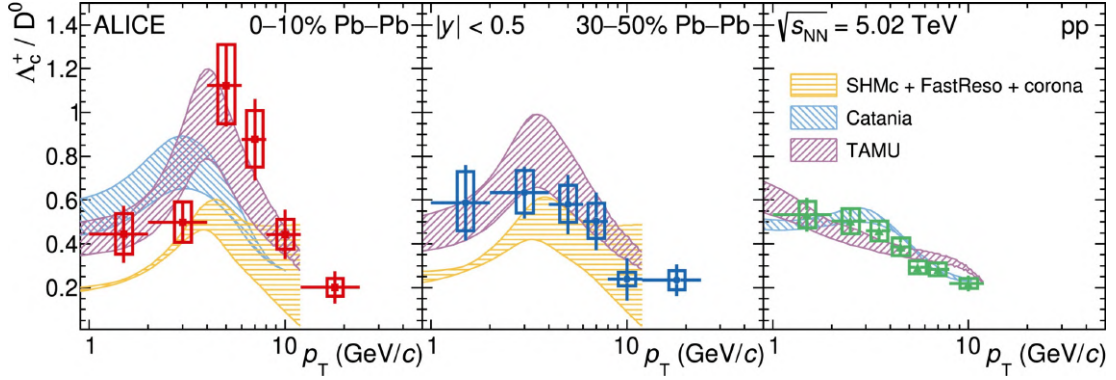 ALICE 0–10% Pb–Pb
|y| < 0.5 30–50% Pb–Pb
√sNN = 5.02 TeV pp
Λc+ / D0
1.4
1.2
1
0.8
0.6
0.4
0.2
SHMc + FastReso + corona
Catania
TAMU
1 10 1 10 1 10
pT (GeV/c) pT (GeV/c) pT (GeV/c)